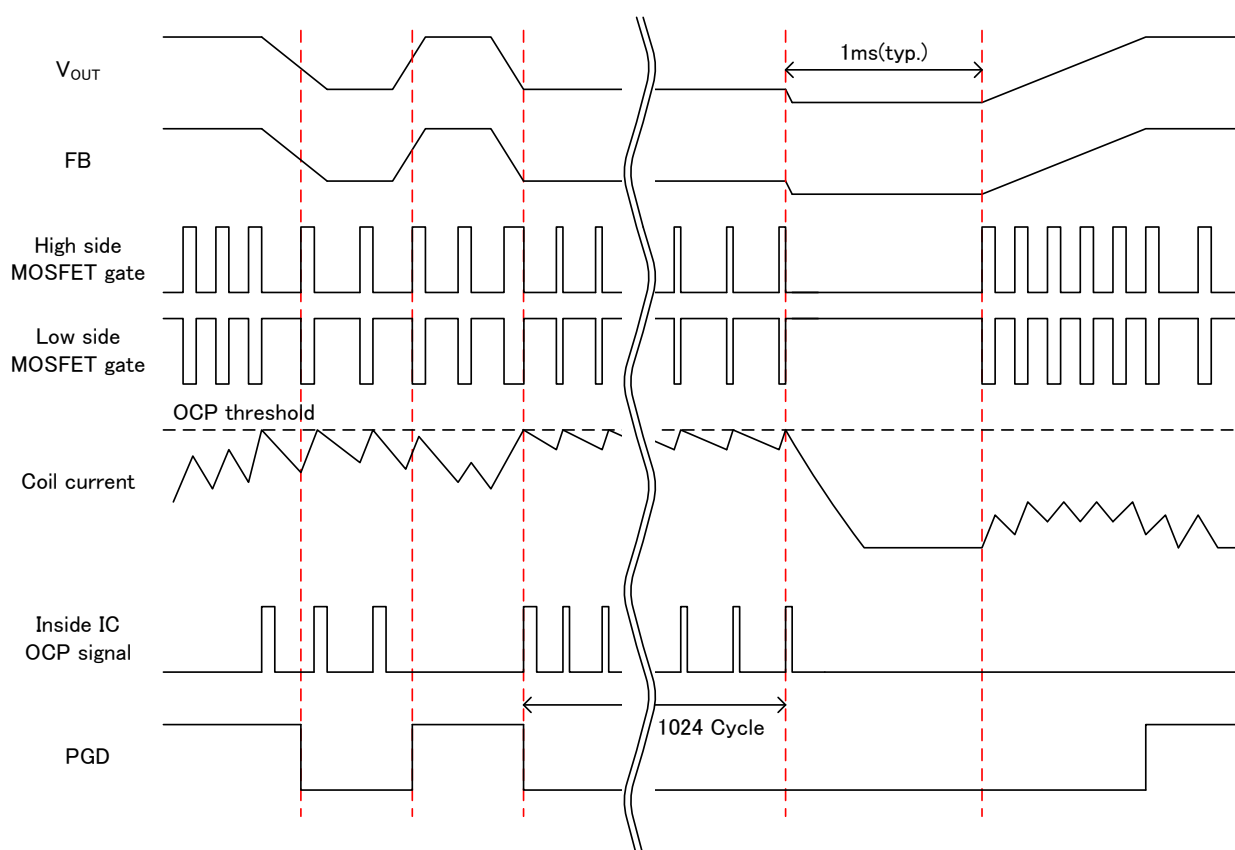 1ms(typ.)
VOUT
FB
High side
MOSFET gate
Low side
MOSFET gate
OCP threshold
Coil current
Inside IC
OCP signal
1024 Cycle
PGD